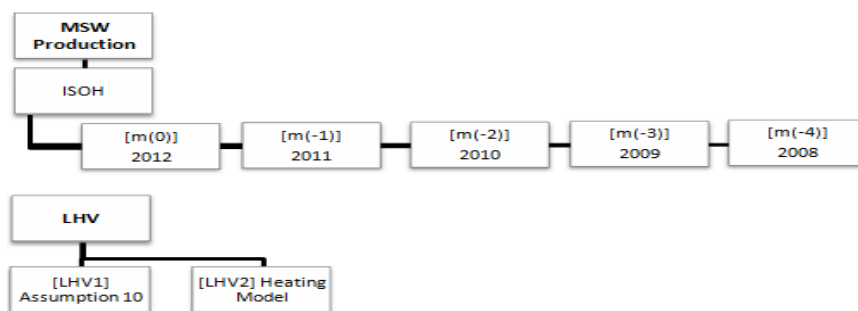 MSW
Production
ISOH
[m(0)]
2012
[m(-1)]
2011
[m(-2)]
2010
[m(-3)]
2009
[m(-4)]
2008
LHV
[LHV1]
Assumption 10
[LHV2] Heating
Model